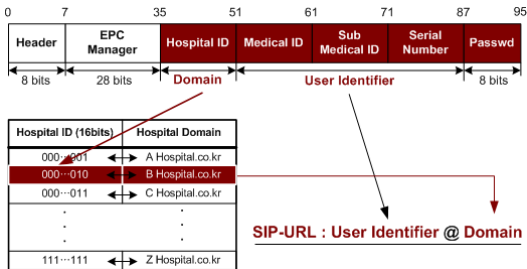 0 7 35 51 61 71 87 95
Header EPC Manager Hospital ID Medical ID Sub Medical ID Serial Number Passwd
8 bits 28 bits Domain User Identifier 8 bits
Hospital ID (16bits) Hospital Domain
000···001 A Hospital.co.kr
000···010 B Hospital.co.kr
000···011 C Hospital.co.kr
111···111 Z Hospital.co.kr
SIP-URL : User Identifier @ Domain